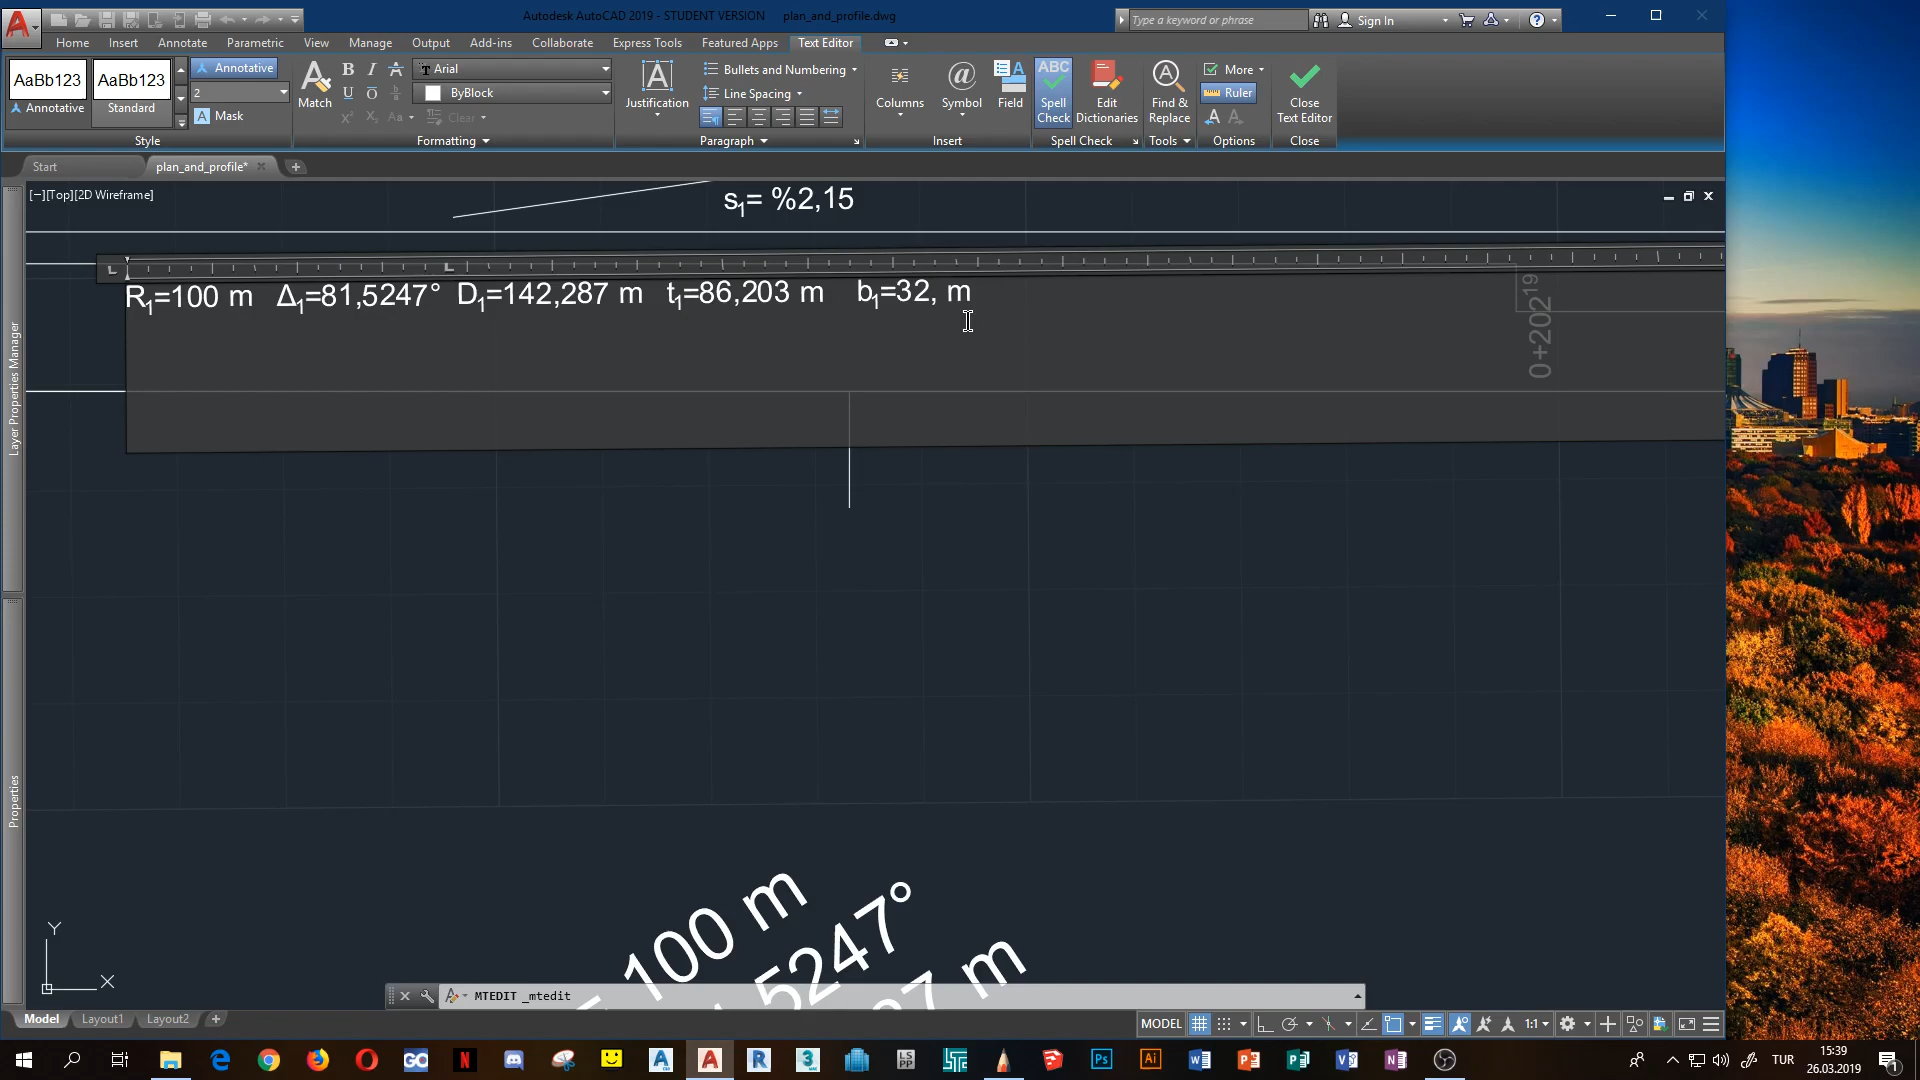 Autodesk AutoCAD 2019 - STUDENT VERSION plan_and_profile.dwg
Type a keyword or phrase
Sign In
Home Insert Annotate Parametric View Manage Output Add-ins Collaborate Express Tools Featured Apps Text Editor
AaBb123 AaBb123
Annotative Standard
Annotative
2
Mask
Style
Match
Arial
ByBlock
Clear
Formatting
Justification
Bullets and Numbering
Line Spacing
Paragraph
Columns Symbol Field
Insert
ABC
Spell Check
Edit Dictionaries
Spell Check
Find & Replace
Tools
More
Ruler
Options
Close Text Editor
Close
Start plan_and_profile*
[−][Top][2D Wireframe]
s1= %2,15
R1=100 m Δ1=81,5247° D1=142,287 m t1=86,203 m b1=32, m
0+20219
Layer Properties Manager
Properties
100 m
5247°
m
Y
X
MTEDIT _mtedit
Model Layout1 Layout2
MODEL 1:1
TUR
15:39
26.03.2019